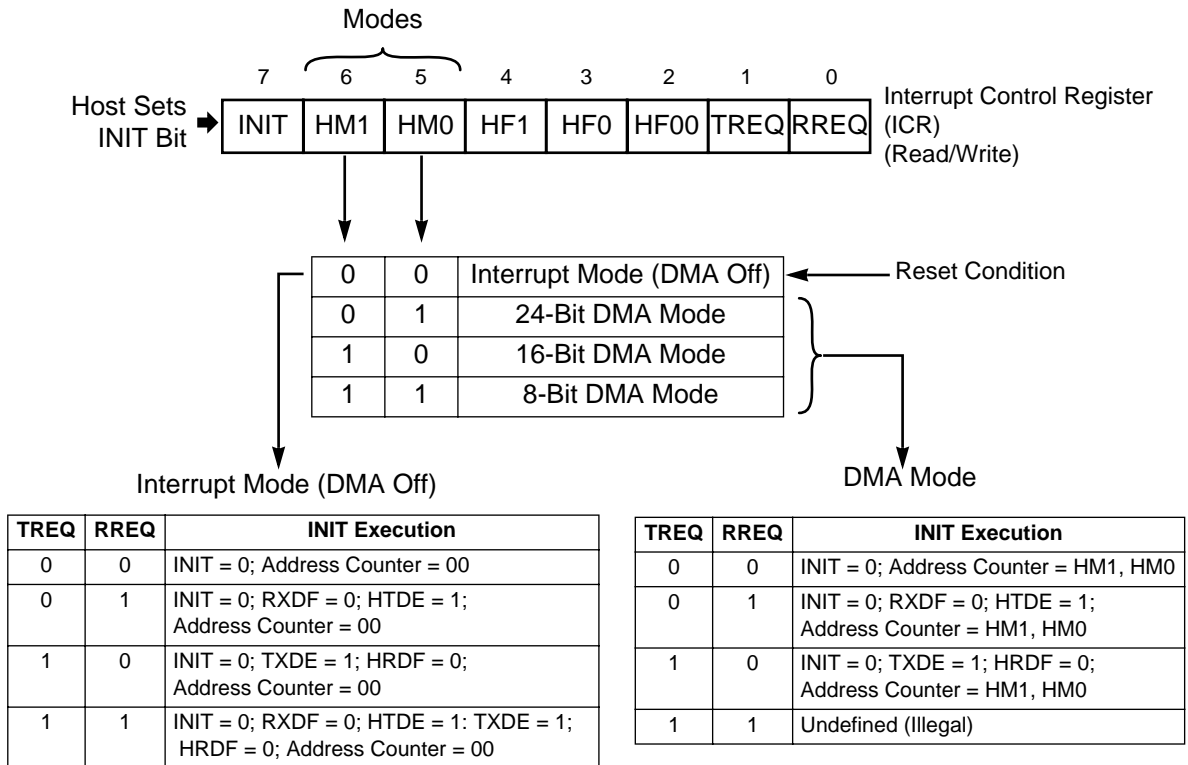 Modes
7 6 5 4 3 2 1 0
Host Sets
INIT Bit
INIT HM1 HM0 HF1 HF0 HF00 TREQ RREQ
Interrupt Control Register
(ICR)
(Read/Write)
0 0 Interrupt Mode (DMA Off)
Reset Condition
0 1 24-Bit DMA Mode
1 0 16-Bit DMA Mode
1 1 8-Bit DMA Mode
Interrupt Mode (DMA Off)
TREQ RREQ INIT Execution
0 0 INIT = 0; Address Counter = 00
0 1 INIT = 0; RXDF = 0; HTDE = 1;
Address Counter = 00
1 0 INIT = 0; TXDE = 1; HRDF = 0;
Address Counter = 00
1 1 INIT = 0; RXDF = 0; HTDE = 1: TXDE = 1;
HRDF = 0; Address Counter = 00
DMA Mode
TREQ RREQ INIT Execution
0 0 INIT = 0; Address Counter = HM1, HM0
0 1 INIT = 0; RXDF = 0; HTDE = 1;
Address Counter = HM1, HM0
1 0 INIT = 0; TXDE = 1; HRDF = 0;
Address Counter = HM1, HM0
1 1 Undefined (Illegal)